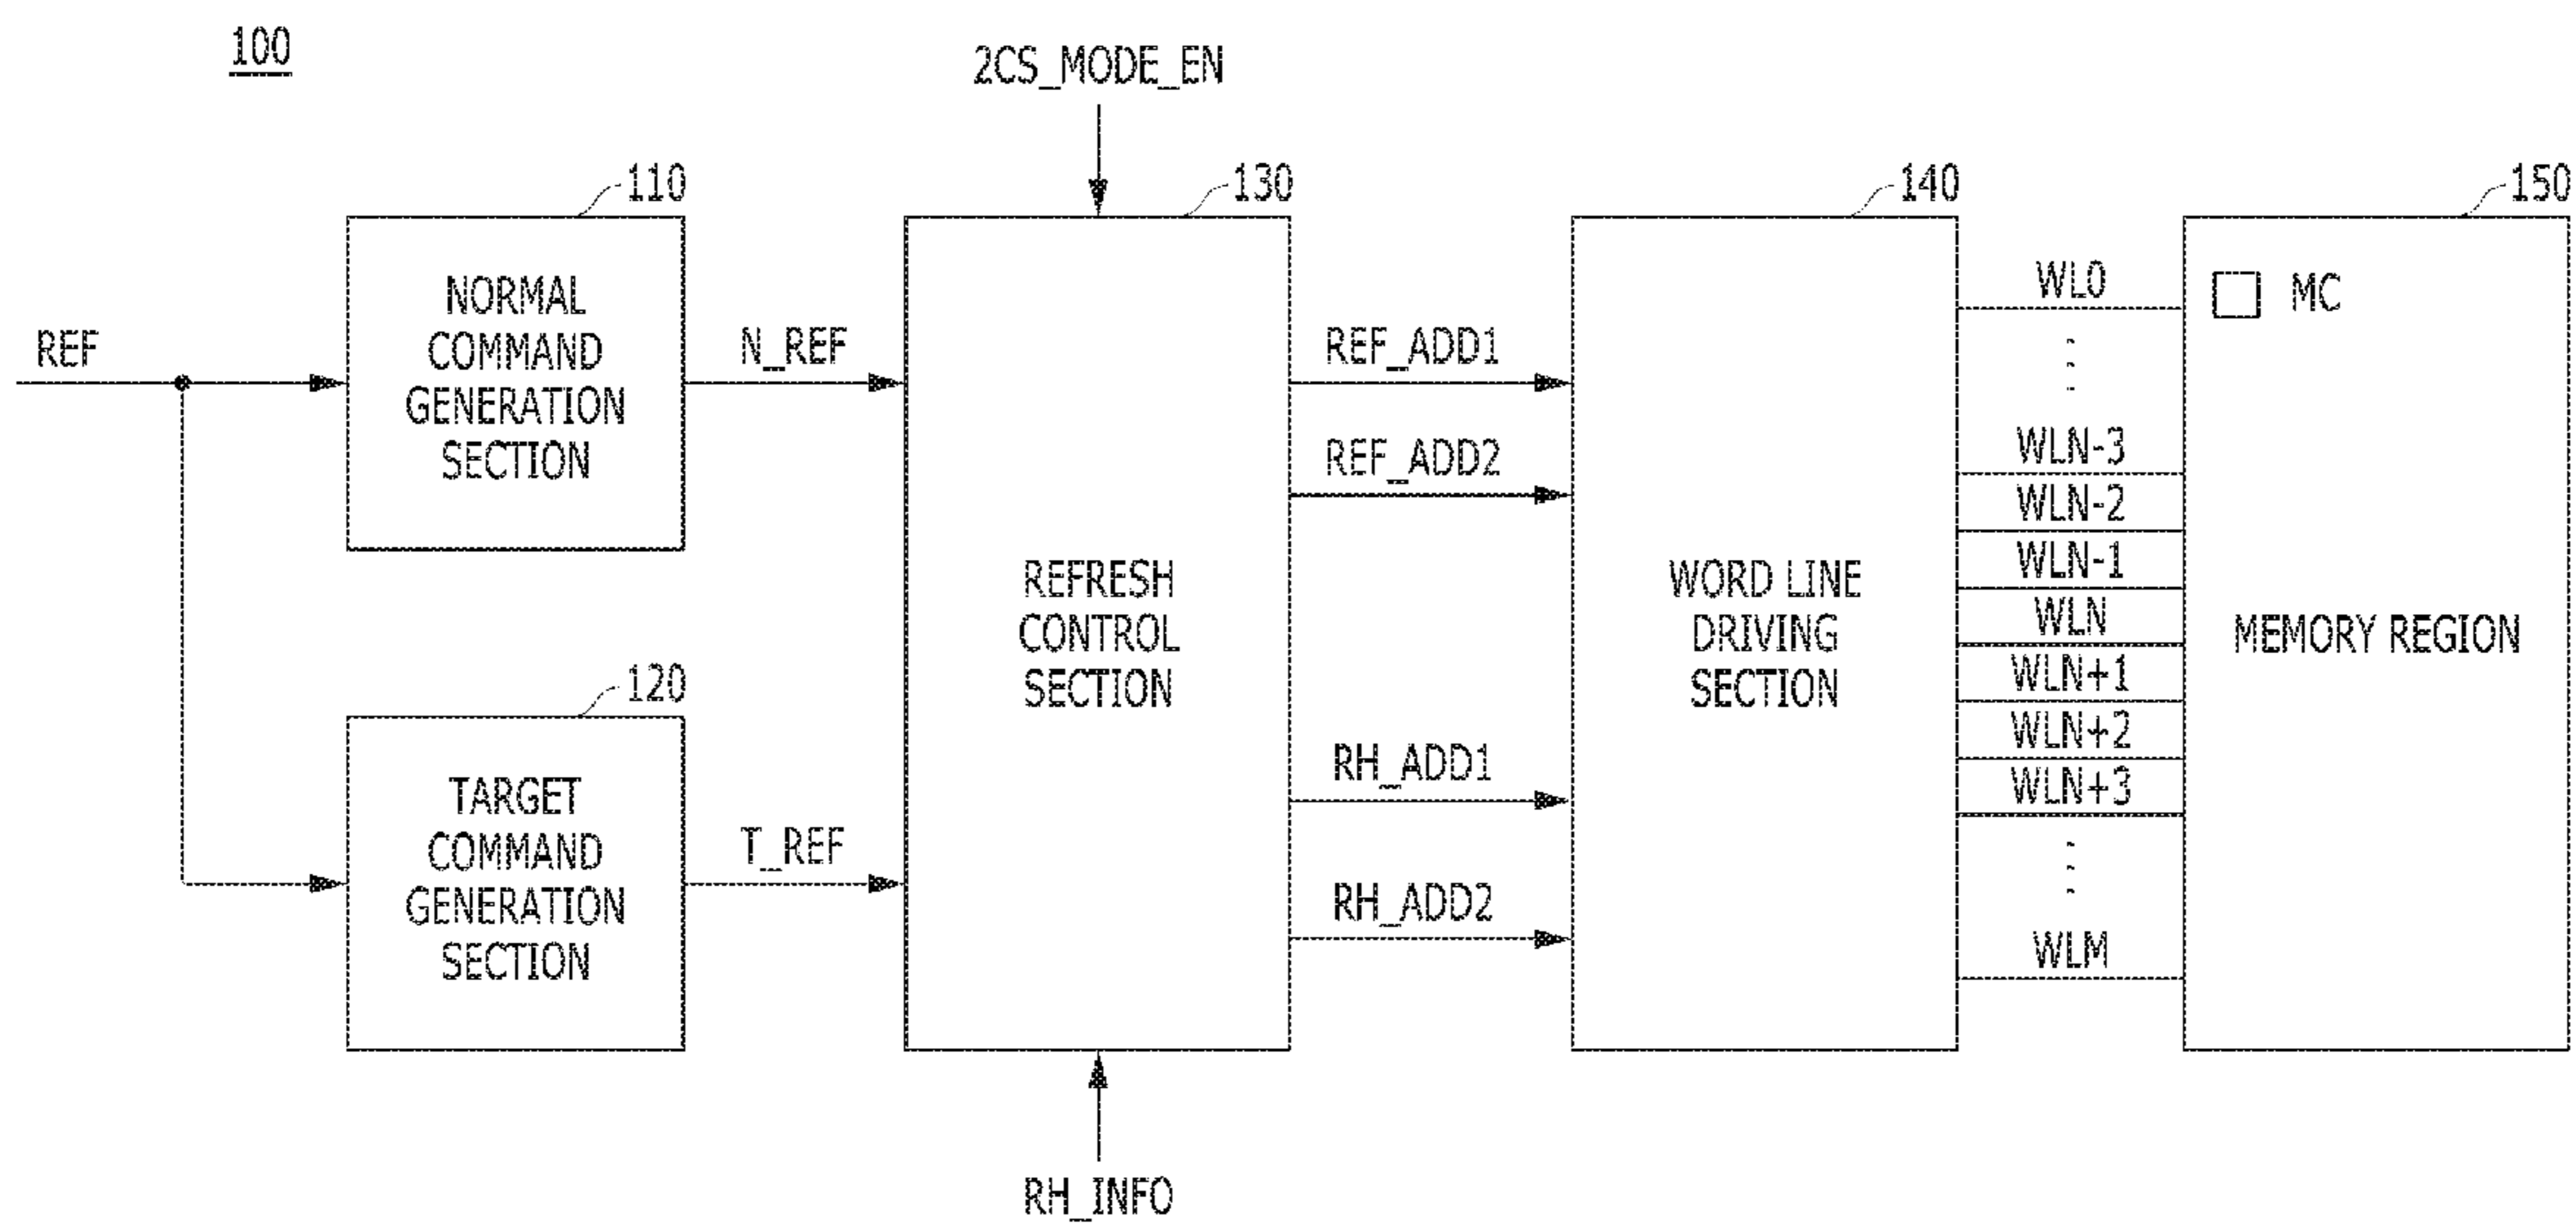 100
2CS_MODE_EN
110
130
140
150
REF
NORMAL
COMMAND
GENERATION
SECTION
N_REF
120
TARGET
COMMAND
GENERATION
SECTION
T_REF
REFRESH
CONTROL
SECTION
RH_INFO
REF_ADD1
REF_ADD2
RH_ADD1
RH_ADD2
WORD LINE
DRIVING
SECTION
WL0
WLN-3
WLN-2
WLN-1
WLN
WLN+1
WLN+2
WLN+3
WLM
MC
MEMORY REGION